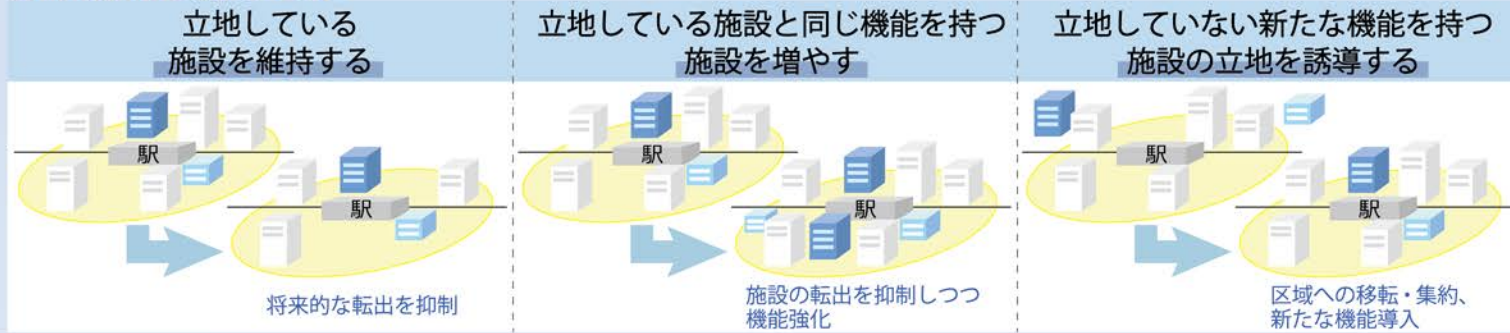 立地している
施設を維持する
駅
駅
将来的な転出を抑制
立地している施設と同じ機能を持つ
施設を増やす
駅
駅
施設の転出を抑制しつつ
機能強化
立地していない新たな機能を持つ
施設の立地を誘導する
駅
駅
区域への移転・集約、
新たな機能導入